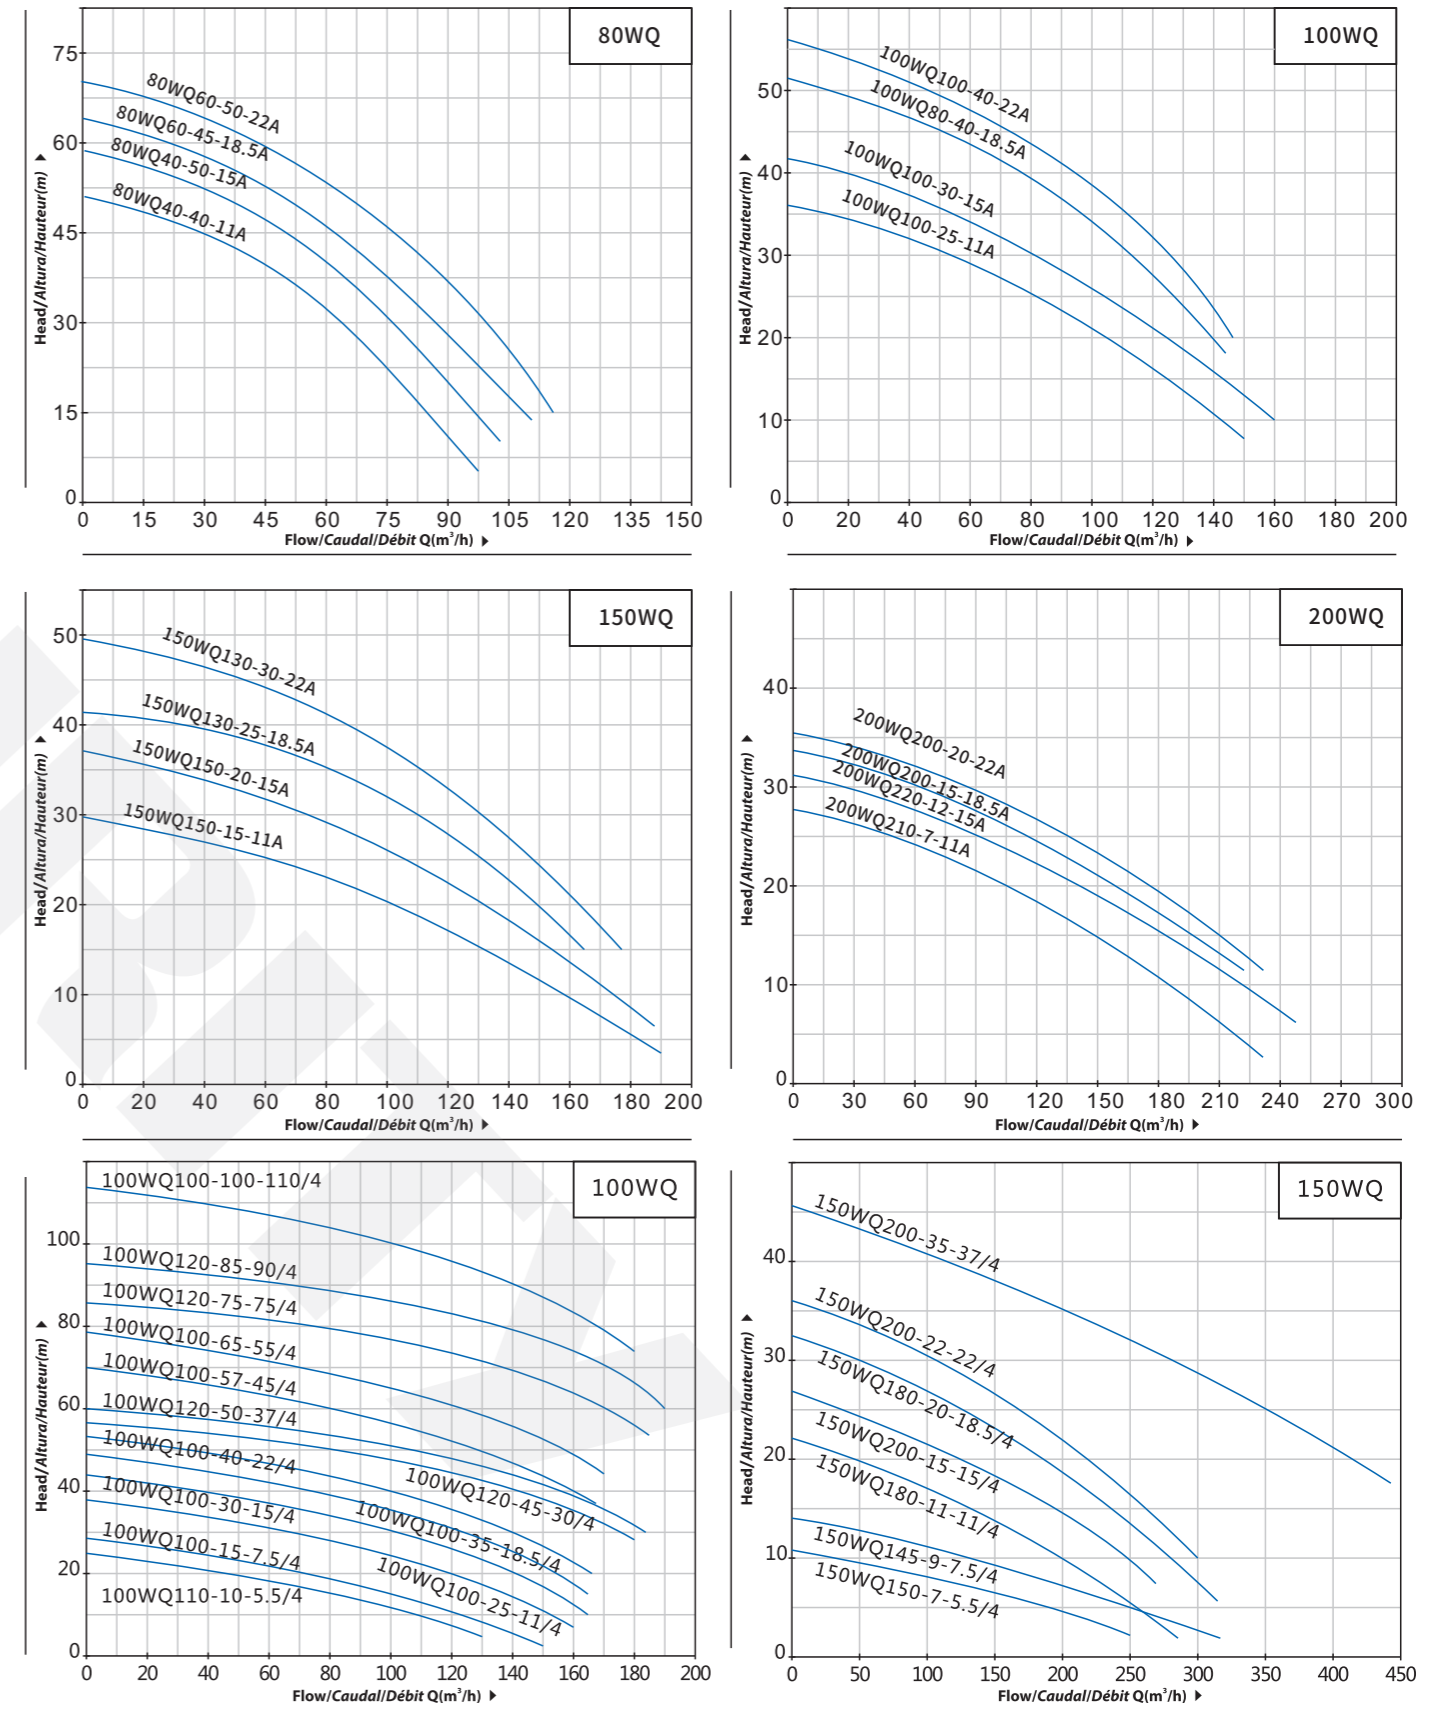 80WQ
75
60
45
30
15
0
Head/Altura/Hauteur(m)
80WQ60-50-22A
80WQ60-45-18.5A
80WQ40-50-15A
80WQ40-40-11A
0 15 30 45 60 75 90 105 120 135 150
Flow/Caudal/Débit Q(m³/h)
100WQ
50
40
30
20
10
0
Head/Altura/Hauteur(m)
100WQ100-40-22A
100WQ80-40-18.5A
100WQ100-30-15A
100WQ100-25-11A
0 20 40 60 80 100 120 140 160 180 200
Flow/Caudal/Débit Q(m³/h)
150WQ
50
40
30
20
10
0
Head/Altura/Hauteur(m)
150WQ130-30-22A
150WQ130-25-18.5A
150WQ150-20-15A
150WQ150-15-11A
0 20 40 60 80 100 120 140 160 180 200
Flow/Caudal/Débit Q(m³/h)
200WQ
40
30
20
10
0
Head/Altura/Hauteur(m)
200WQ200-20-22A
200WQ200-15-18.5A
200WQ220-12-15A
200WQ210-7-11A
0 30 60 90 120 150 180 210 240 270 300
Flow/Caudal/Débit Q(m³/h)
100WQ
100
80
60
40
20
0
Head/Altura/Hauteur(m)
100WQ100-100-110/4
100WQ120-85-90/4
100WQ120-75-75/4
100WQ100-65-55/4
100WQ100-57-45/4
100WQ120-50-37/4
100WQ120-45-30/4
100WQ100-40-22/4
100WQ100-35-18.5/4
100WQ100-30-15/4
100WQ100-25-11/4
100WQ100-15-7.5/4
100WQ110-10-5.5/4
0 20 40 60 80 100 120 140 160 180 200
Flow/Caudal/Débit Q(m³/h)
150WQ
40
30
20
10
0
Head/Altura/Hauteur(m)
150WQ200-35-37/4
150WQ200-22-22/4
150WQ180-20-18.5/4
150WQ200-15-15/4
150WQ180-11-11/4
150WQ145-9-7.5/4
150WQ150-7-5.5/4
0 50 100 150 200 250 300 350 400 450
Flow/Caudal/Débit Q(m³/h)